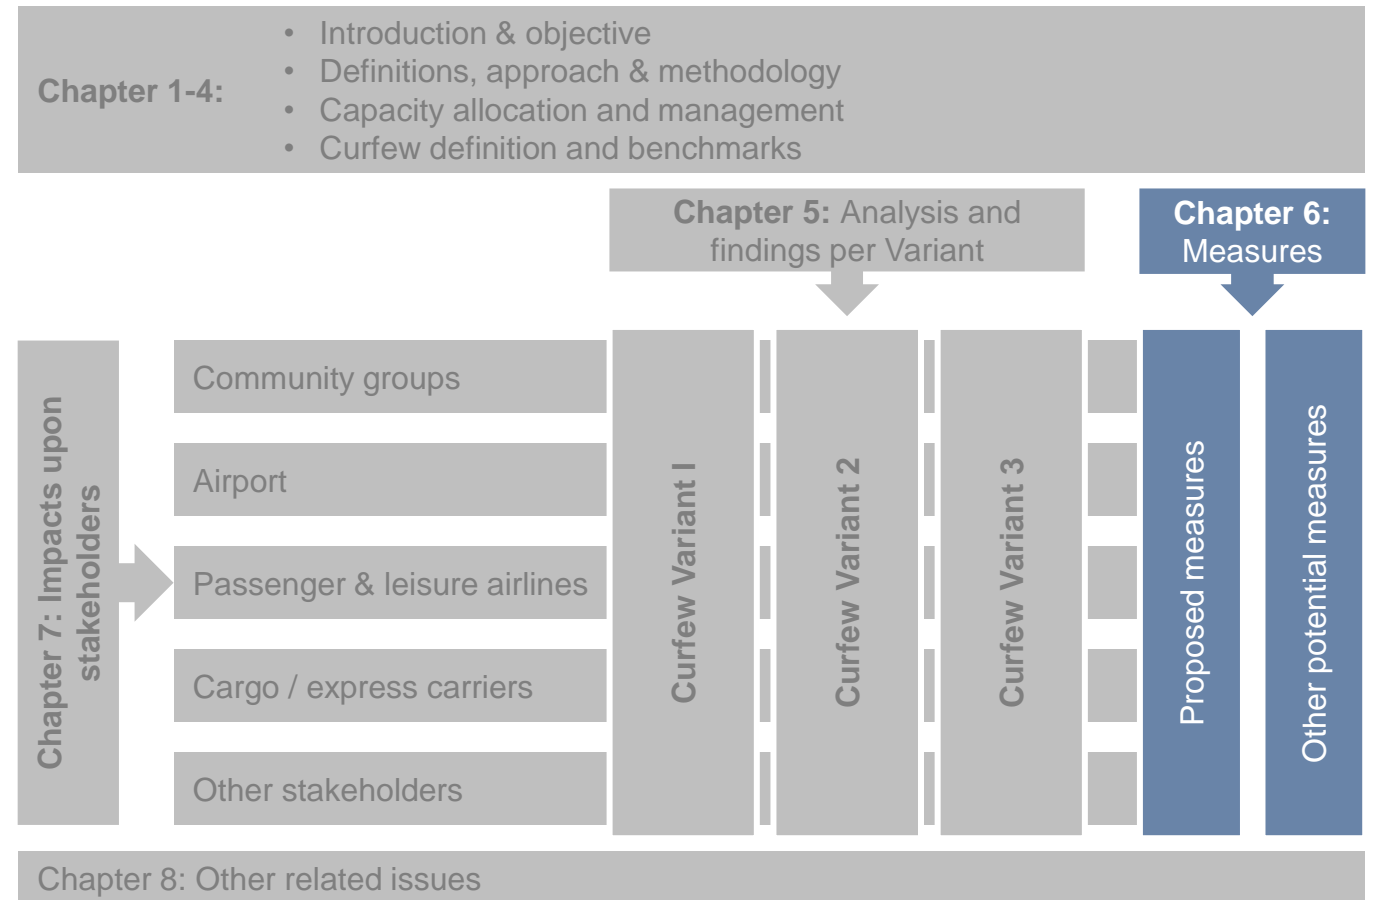 Chapter 1-4:
• Introduction & objective
• Definitions, approach & methodology
• Capacity allocation and management
• Curfew definition and benchmarks
Chapter 5: Analysis and
findings per Variant
Chapter 6:
Measures
Chapter 7: Impacts upon
stakeholders
Community groups
Airport
Passenger & leisure airlines
Cargo / express carriers
Other stakeholders
Curfew Variant I
Curfew Variant 2
Curfew Variant 3
Proposed measures
Other potential measures
Chapter 8: Other related issues